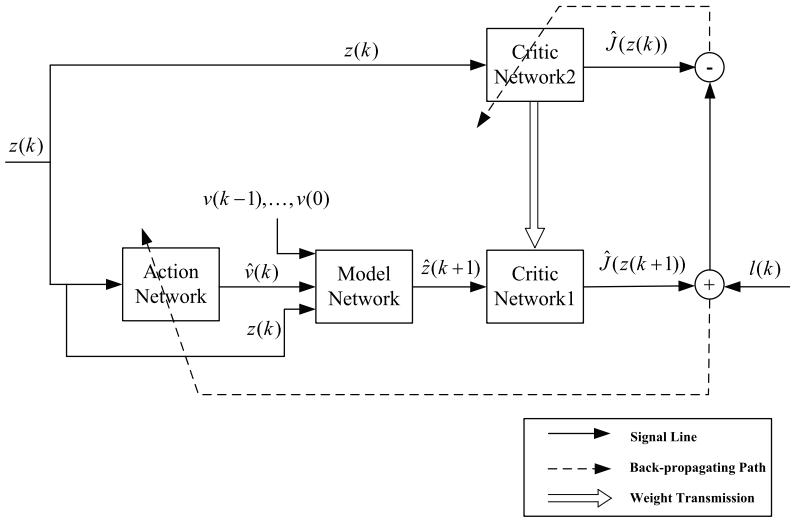 z(k)
Critic
Network2
Ĵ(z(k))
-
z(k)
v(k−1),…,v(0)
Action
Network
v̂(k)
Model
Network
ẑ(k+1)
Critic
Network1
Ĵ(z(k+1))
+
l(k)
z(k)
Signal Line
Back-propagating Path
Weight Transmission